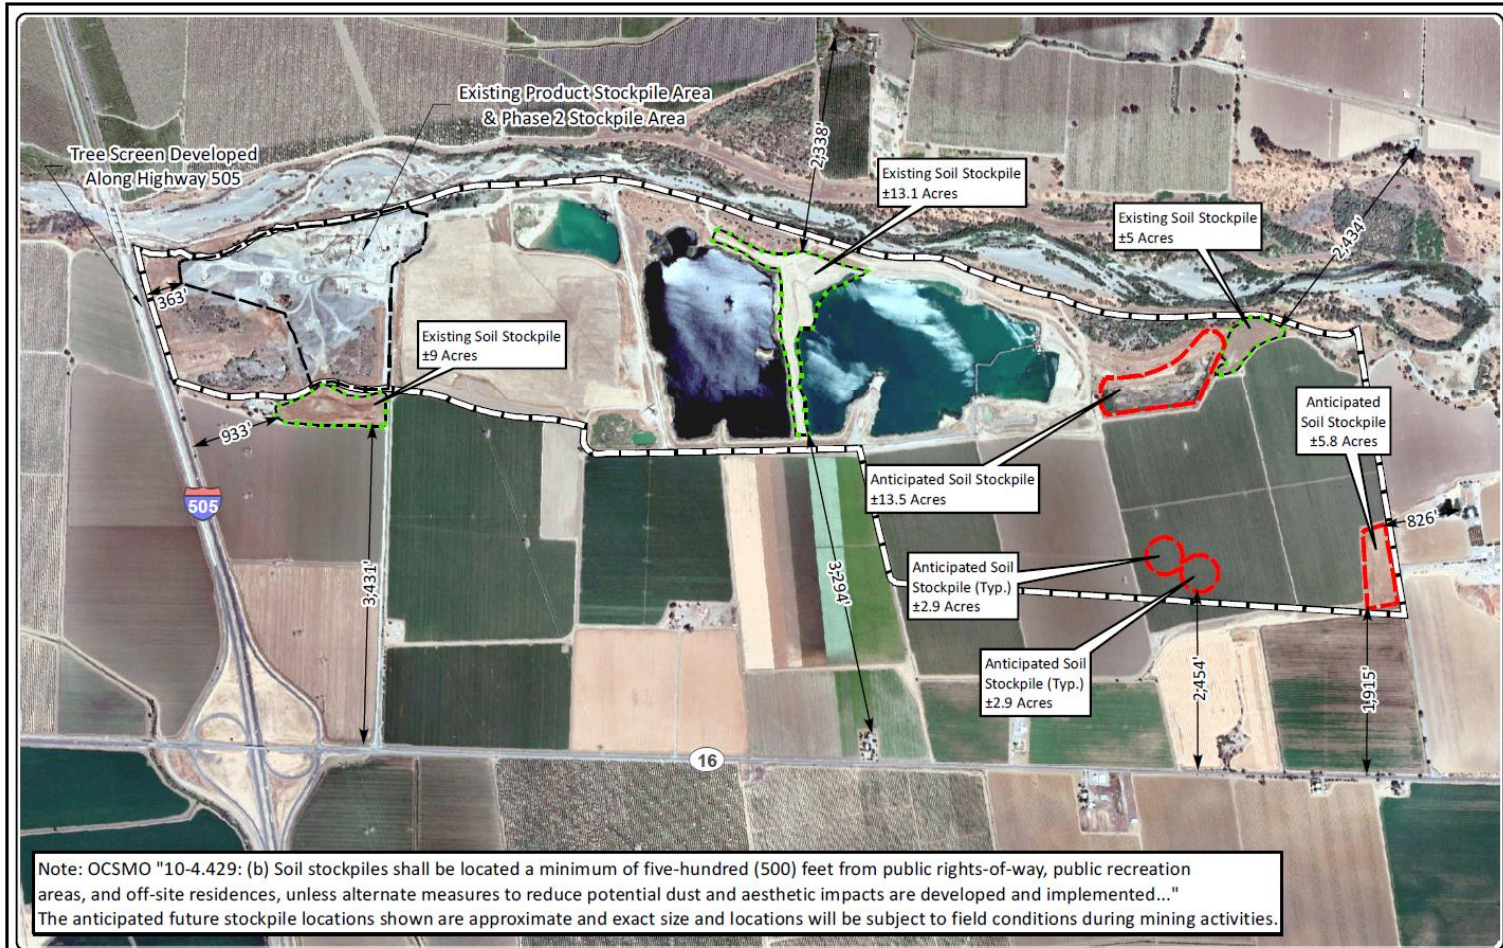 Existing Product Stockpile Area
& Phase 2 Stockpile Area
Tree Screen Developed
Along Highway 505
2,338'
Existing Soil Stockpile
±13.1 Acres
Existing Soil Stockpile
±5 Acres
2,434'
363'
Existing Soil Stockpile
±9 Acres
933'
505
3,431'
Anticipated Soil Stockpile
±13.5 Acres
Anticipated
Soil Stockpile
±5.8 Acres
826'
3,294'
Anticipated Soil
Stockpile (Typ.)
±2.9 Acres
Anticipated Soil
Stockpile (Typ.)
±2.9 Acres
2,454'
1,915'
16
Note: OCSMO "10-4.429: (b) Soil stockpiles shall be located a minimum of five-hundred (500) feet from public rights-of-way, public recreation
areas, and off-site residences, unless alternate measures to reduce potential dust and aesthetic impacts are developed and implemented..."
The anticipated future stockpile locations shown are approximate and exact size and locations will be subject to field conditions during mining activities.